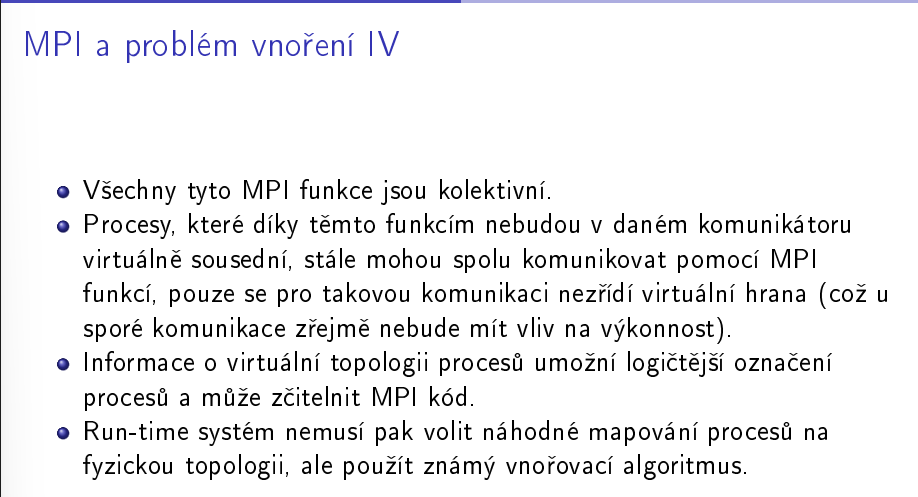 MPI a problém vnoření IV
Všechny tyto MPI funkce jsou kolektivní.
Procesy, které díky těmto funkcím nebudou v daném komunikátoru
virtuálně sousední, stále mohou spolu komunikovat pomocí MPI
funkcí, pouze se pro takovou komunikaci nezřídí virtuální hrana (což u
sporé komunikace zřejmě nebude mít vliv na výkonnost).
Informace o virtuální topologii procesů umožní logičtější označení
procesů a může zčitelnit MPI kód.
Run-time systém nemusí pak volit náhodné mapování procesů na
fyzickou topologii, ale použít známý vnořovací algoritmus.